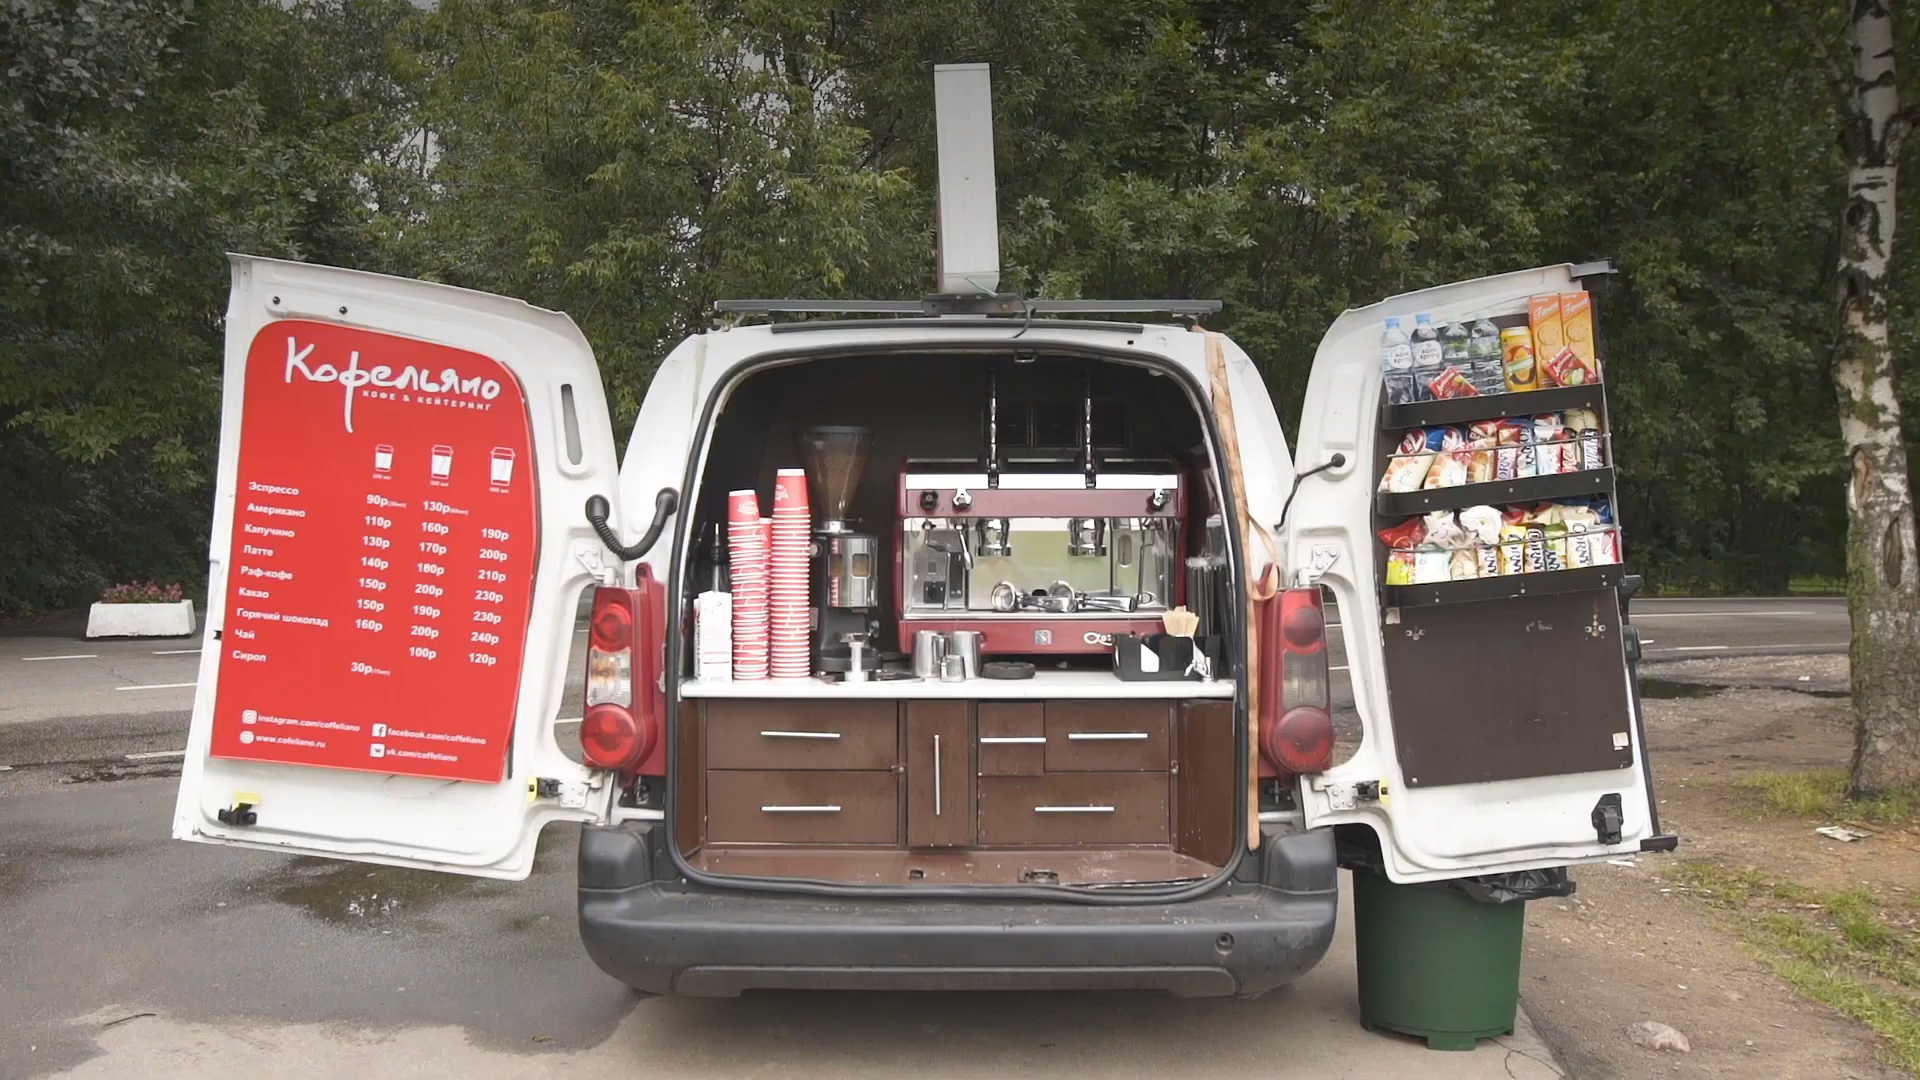 Кофельяно
КОФЕ & КЕЙТЕРИНГ
Эспрессо 90р 130р
Американо 110р 160р 190р
Капучино 130р 170р 200р
Латте 140р 180р 210р
Раф-кофе 150р 200р 230р
Какао 150р 190р 230р
Горячий шоколад 160р 200р 240р
Чай 100р 120р
Сироп 30р
instagram.com/coffeliano facebook.com/coffeliano
www.cofeliano.ru vk.com/coffeliano